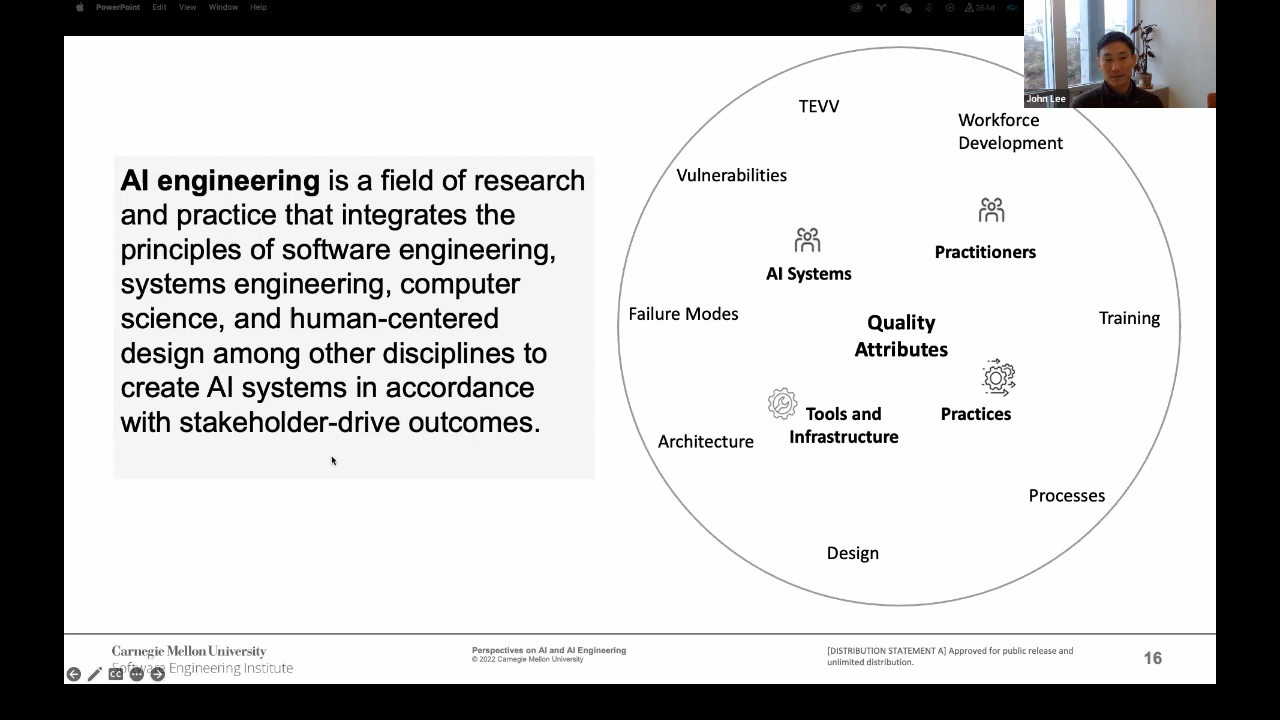 PowerPoint Edit View Window Help
264d
John Lee
AI engineering is a field of research
and practice that integrates the
principles of software engineering,
systems engineering, computer
science, and human-centered
design among other disciplines to
create AI systems in accordance
with stakeholder-drive outcomes.
TEVV
Workforce
Development
Vulnerabilities
Practitioners
AI Systems
Failure Modes
Training
Quality
Attributes
Tools and
Infrastructure
Practices
Architecture
Processes
Design
Carnegie Mellon University
Software Engineering Institute
CC
Perspectives on AI and AI Engineering
© 2022 Carnegie Mellon University
[DISTRIBUTION STATEMENT A] Approved for public release and
unlimited distribution.
16